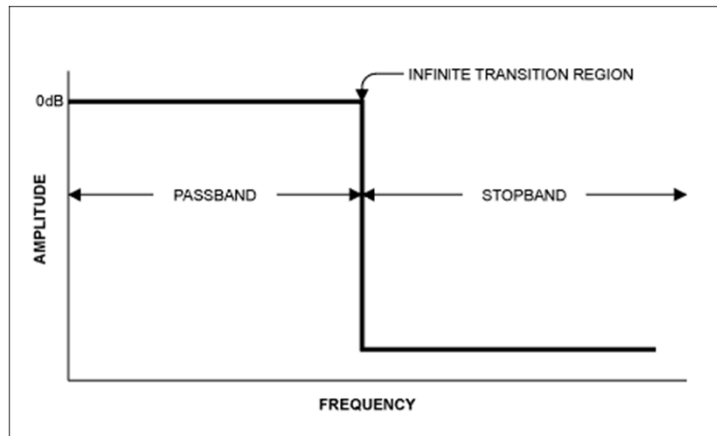 INFINITE TRANSITION REGION
0dB
PASSBAND
STOPBAND
AMPLITUDE
FREQUENCY